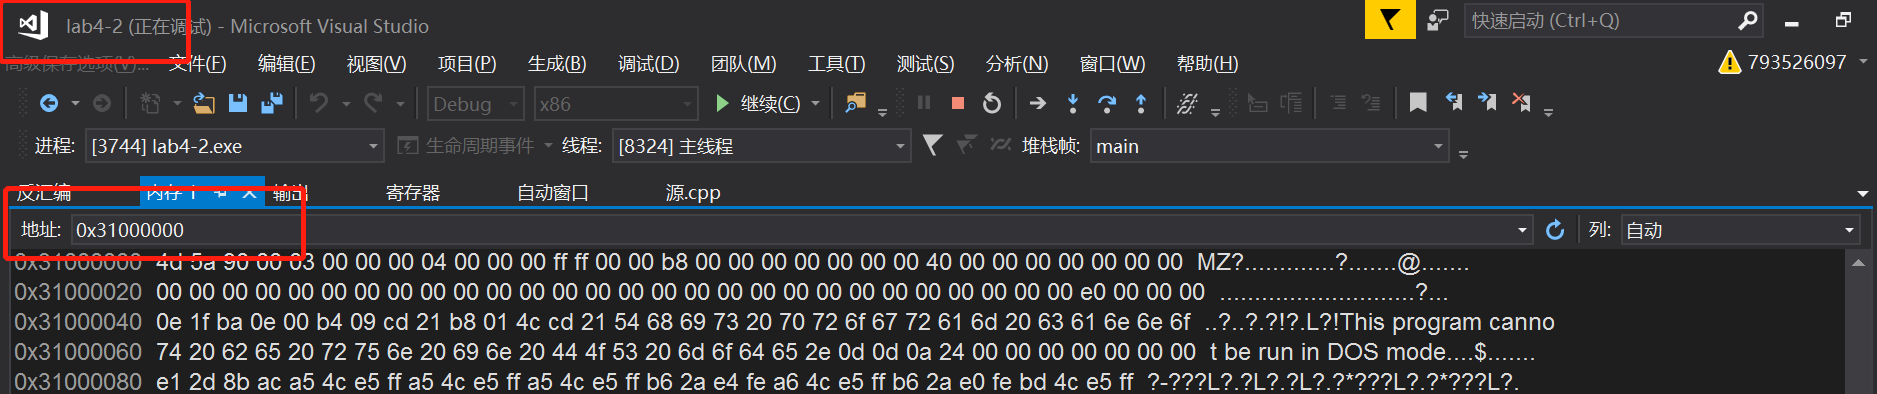 lab4-2 (正在调试) - Microsoft Visual Studio
快速启动 (Ctrl+Q)
高级保存选项(V)... 文件(F) 编辑(E) 视图(V) 项目(P) 生成(B) 调试(D) 团队(M) 工具(T) 测试(S) 分析(N) 窗口(W) 帮助(H) 793526097
Debug x86 继续(C)
进程: [3744] lab4-2.exe 生命周期事件 线程: [8324] 主线程 堆栈帧: main
反汇编 内存 1 输出 寄存器 自动窗口 源.cpp
地址: 0x31000000 列: 自动
0x31000000 4d 5a 90 00 03 00 00 00 04 00 00 00 ff ff 00 00 b8 00 00 00 00 00 00 00 40 00 00 00 00 00 00 00 MZ?.............?.......@.......
0x31000020 00 00 00 00 00 00 00 00 00 00 00 00 00 00 00 00 00 00 00 00 00 00 00 00 00 00 00 00 e0 00 00 00 ............................?...
0x31000040 0e 1f ba 0e 00 b4 09 cd 21 b8 01 4c cd 21 54 68 69 73 20 70 72 6f 67 72 61 6d 20 63 61 6e 6e 6f ..?..?.?!?.L?!This program canno
0x31000060 74 20 62 65 20 72 75 6e 20 69 6e 20 44 4f 53 20 6d 6f 64 65 2e 0d 0d 0a 24 00 00 00 00 00 00 00 t be run in DOS mode....$.......
0x31000080 e1 2d 8b ac a5 4c e5 ff a5 4c e5 ff a5 4c e5 ff b6 2a e4 fe a6 4c e5 ff b6 2a e0 fe bd 4c e5 ff ?-???L?.?L?.?L?.?*???L?.?*???L?.